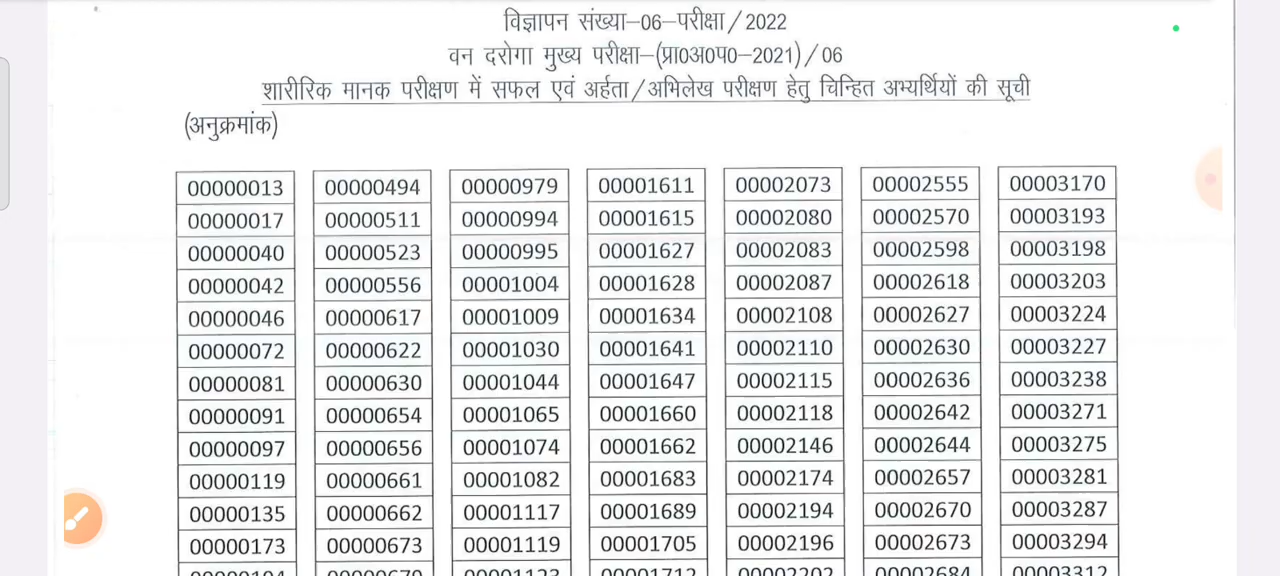 विज्ञापन संख्या–06–परीक्षा/2022
वन दरोगा मुख्य परीक्षा–(प्रा0अ0प0–2021)/06
शारीरिक मानक परीक्षण में सफल एवं अर्हता/अभिलेख परीक्षण हेतु चिन्हित अभ्यर्थियों की सूची
(अनुक्रमांक)
00000013 00000494 00000979 00001611 00002073 00002555 00003170
00000017 00000511 00000994 00001615 00002080 00002570 00003193
00000040 00000523 00000995 00001627 00002083 00002598 00003198
00000042 00000556 00001004 00001628 00002087 00002618 00003203
00000046 00000617 00001009 00001634 00002108 00002627 00003224
00000072 00000622 00001030 00001641 00002110 00002630 00003227
00000081 00000630 00001044 00001647 00002115 00002636 00003238
00000091 00000654 00001065 00001660 00002118 00002642 00003271
00000097 00000656 00001074 00001662 00002146 00002644 00003275
00000119 00000661 00001082 00001683 00002174 00002657 00003281
00000135 00000662 00001117 00001689 00002194 00002670 00003287
00000173 00000673 00001119 00001705 00002196 00002673 00003294